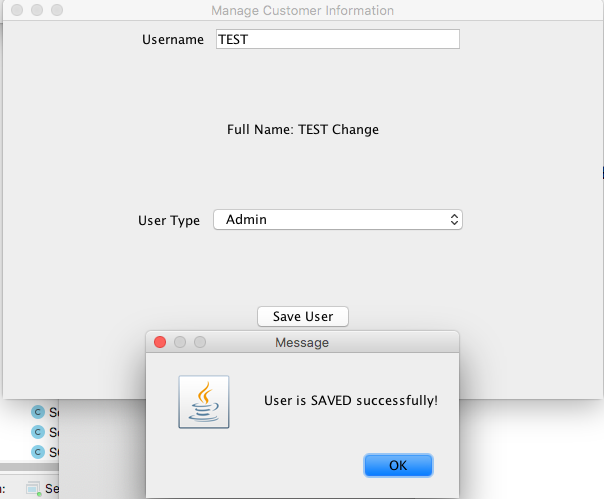 Manage Customer Information
Username TEST
Full Name: TEST Change
User Type Admin
Save User
Message
User is SAVED successfully!
OK